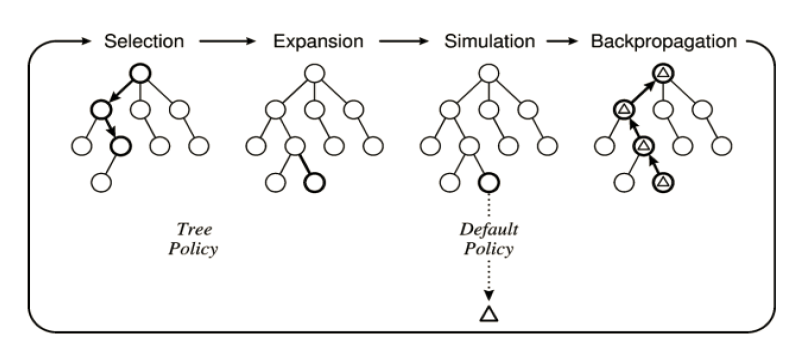 Selection
Expansion
Simulation
Backpropagation
Tree
Policy
Default
Policy